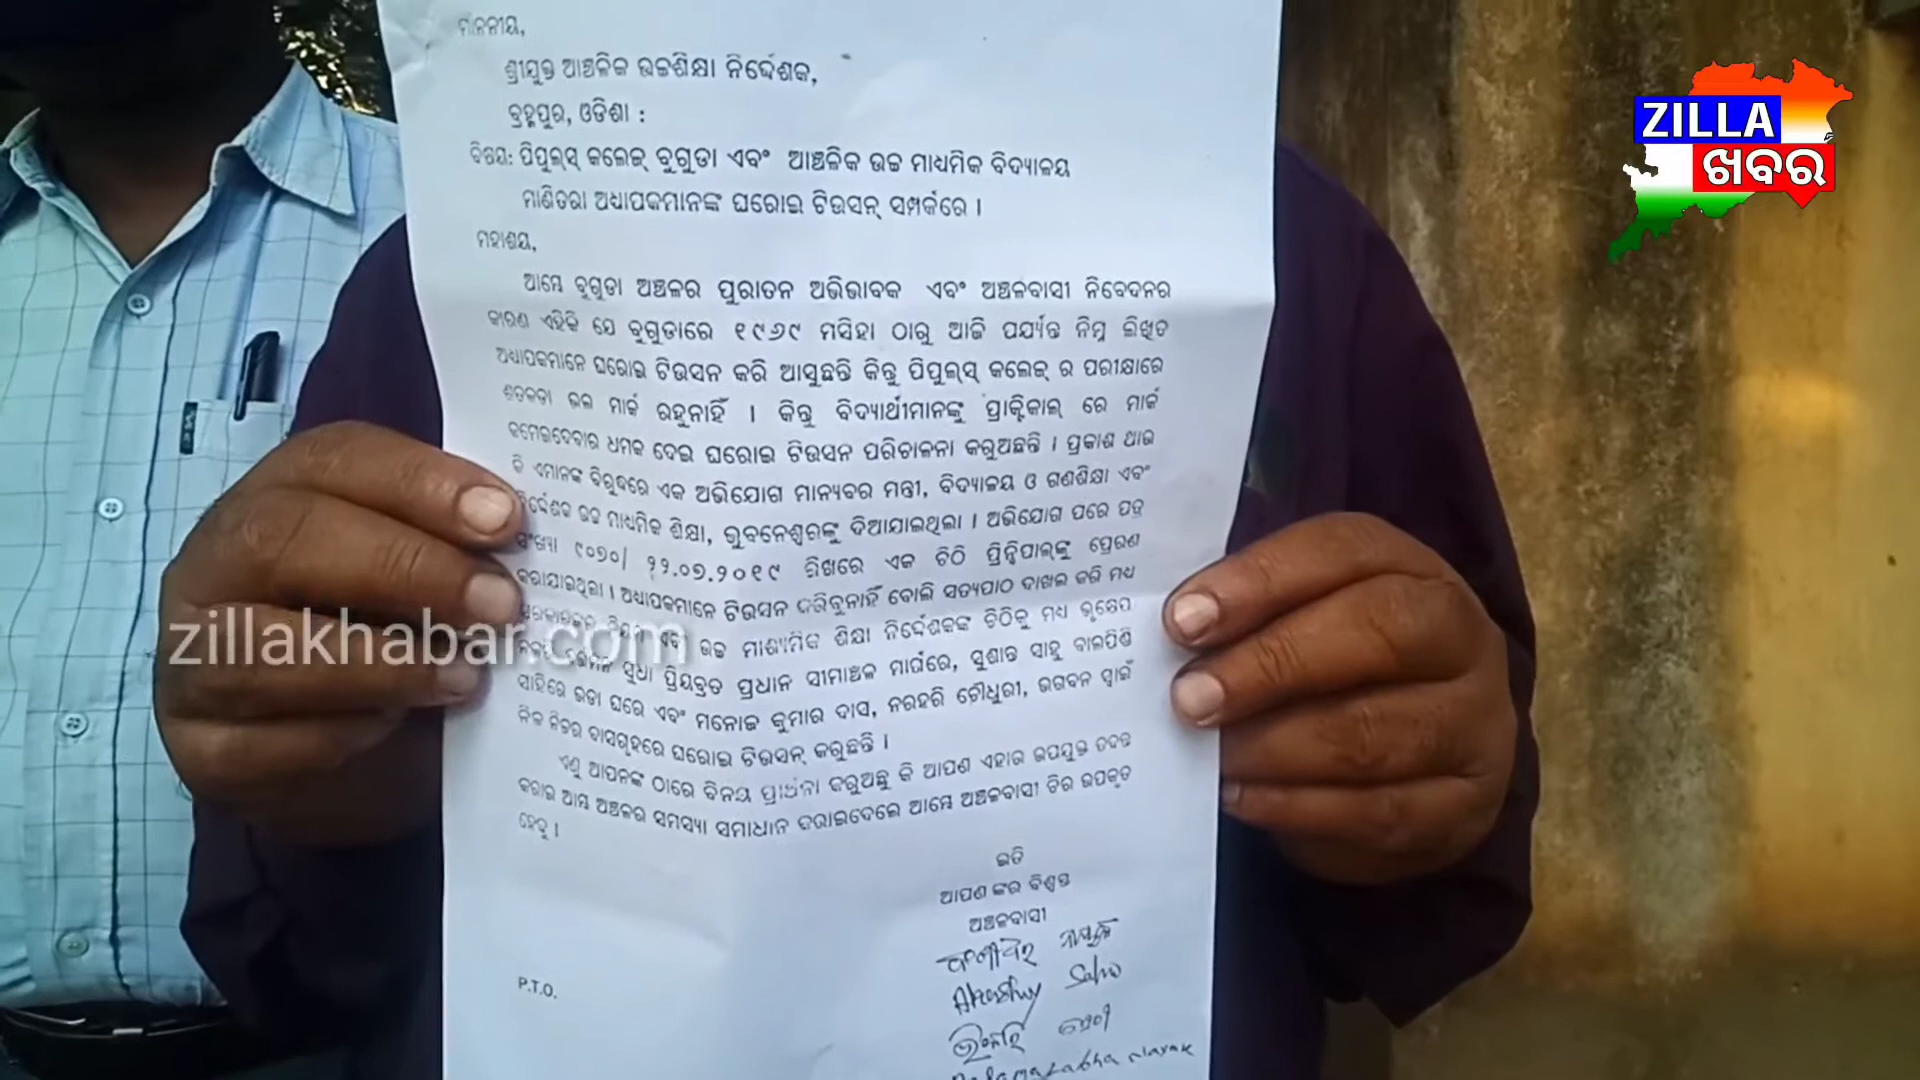 ମାନନୀୟ,
ଶ୍ରୀଯୁକ୍ତ ଆଞ୍ଚଳିକ ଉଚ୍ଚଶିକ୍ଷା ନିର୍ଦ୍ଦେଶକ,
ବ୍ରହ୍ମପୁର, ଓଡିଶା :
ବିଷୟ: ପିପୁଲ୍‌ସ୍ କଲେଜ୍ ବୁଗୁଡା ଏବଂ ଆଞ୍ଚଳିକ ଉଚ୍ଚ ମାଧ୍ୟମିକ ବିଦ୍ୟାଳୟ
ମାଣିତରା ଅଧ୍ୟାପକମାନଙ୍କ ଘରୋଇ ଟିଉସନ୍ ସମ୍ପର୍କରେ ।
ମହାଶୟ,
ଆମ୍ଭେ ବୁଗୁଡା ଅଞ୍ଚଳର ପୁରାତନ ଅଭିଭାବକ ଏବଂ ଅଞ୍ଚଳବାସୀ ନିବେଦନର
କାରଣ ଏହିକି ଯେ ବୁଗୁଡାରେ ୧୯୬୯ ମସିହା ଠାରୁ ଆଜି ପର୍ଯ୍ୟନ୍ତ ନିମ୍ନ ଲିଖିତ
ଅଧ୍ୟାପକମାନେ ଘରୋଇ ଟିଉସନ କରି ଆସୁଛନ୍ତି କିନ୍ତୁ ପିପୁଲ୍‌ସ୍ କଲେଜ୍ ର ପରୀକ୍ଷାରେ
ଶତକଡା ଭଲ ମାର୍କ ରହୁନାହିଁ । କିନ୍ତୁ ବିଦ୍ୟାର୍ଥୀମାନଙ୍କୁ ପ୍ରାକ୍ଟିକାଲ୍ ରେ ମାର୍କ
କମେଇଦେବାର ଧମକ ଦେଇ ଘରୋଇ ଟିଉସନ ପରିଚାଳନା କରୁଅଛନ୍ତି । ପ୍ରକାଶ ଥାଉ
କି ଏମାନଙ୍କ ବିରୁଦ୍ଧରେ ଏକ ଅଭିଯୋଗ ମାନ୍ୟବର ମନ୍ତ୍ରୀ, ବିଦ୍ୟାଳୟ ଓ ଗଣଶିକ୍ଷା ଏବଂ
ନିର୍ଦ୍ଦେଶକ ଉଚ୍ଚ ମାଧ୍ୟମିକ ଶିକ୍ଷା, ଭୁବନେଶ୍ୱରଙ୍କୁ ଦିଆଯାଇଥିଲା । ଅଭିଯୋଗ ପରେ ପତ୍ର
ସଂଖ୍ୟା ୯୦୭୦/ ୨୨.୦୭.୨୦୧୯ ରିଖରେ ଏକ ଚିଠି ପ୍ରିନ୍ସିପାଲ୍‌ଙ୍କୁ ପ୍ରେରଣ
କରାଯାଇଥିଲା । ଅଧ୍ୟାପକମାନେ ଟିଉସନ କରିବୁନାହିଁ ବୋଲି ସତ୍ୟପାଠ ଦାଖଲ କରି ମଧ୍ୟ
ଉଚ୍ଚ ମାଧ୍ୟମିକ ଶିକ୍ଷା ନିର୍ଦ୍ଦେଶକଙ୍କ ଚିଠିକୁ ମଧ୍ୟ ଭୃକ୍ଷେପ
ସୁଧା ପ୍ରିୟବ୍ରତ ପ୍ରଧାନ ସୀମାଞ୍ଚଳ ମାର୍ଗରେ, ସୁଶାନ୍ତ ସାହୁ ବାଲପିଣ୍ଡି
ସାହିରେ ଭଡା ଘରେ ଏବଂ ମନୋଜ କୁମାର ଦାସ, ନରହରି ଚୌଧୁରୀ, ଭଗବନ ସ୍ୱାଇଁ
ନିଜ ନିଜର ବାସଗୃହରେ ଘରୋଇ ଟିଉସନ୍ କରୁଛନ୍ତି ।
ଏଣୁ ଆପଣଙ୍କ ଠାରେ ବିନୟ ପ୍ରାର୍ଥନା କରୁଅଛୁ କି ଆପଣ ଏହାର ଉପଯୁକ୍ତ ତଦନ୍ତ
କରାଇ ଆମ୍ଭ ଅଞ୍ଚଳର ସମସ୍ୟା ସମାଧାନ କରାଇଦେଲେ ଆମ୍ଭେ ଅଞ୍ଚଳବାସୀ ଚିର ଉପକୃତ
ହେବୁ ।
ଇତି
ଆପଣଙ୍କର ବିଶ୍ୱସ୍ତ
ଅଞ୍ଚଳବାସୀ
Sahu
Nayak
P.T.O.
ZILLA
ଖବର
zillakhabar.com